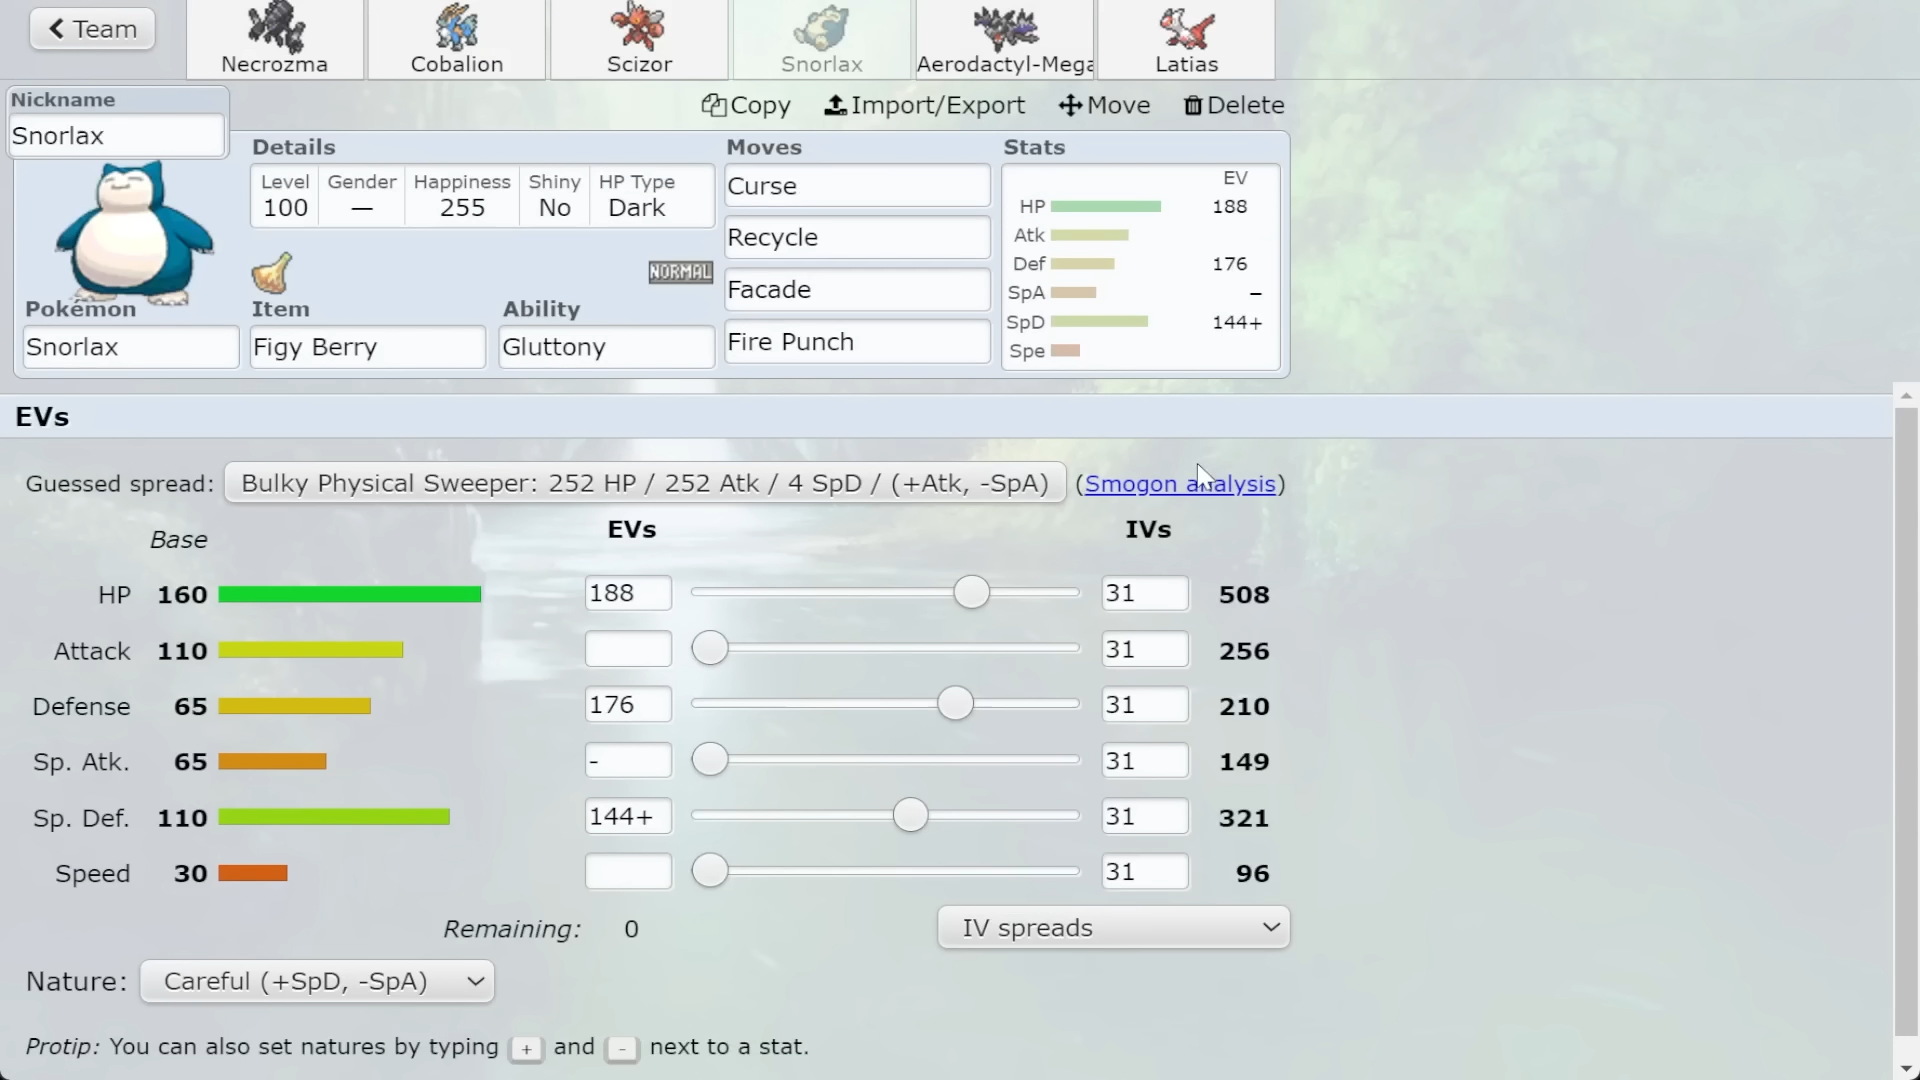 Team
Necrozma
Cobalion
Scizor
Snorlax
Aerodactyl-Mega
Latias
Nickname
Snorlax
Copy
Import/Export
Move
Delete
Details
Level
100
Gender
—
Happiness
255
Shiny
No
HP Type
Dark
NORMAL
Pokémon
Snorlax
Item
Figy Berry
Ability
Gluttony
Moves
Curse
Recycle
Facade
Fire Punch
Stats
EV
HP 188
Atk
Def 176
SpA –
SpD 144+
Spe
EVs
Guessed spread: Bulky Physical Sweeper: 252 HP / 252 Atk / 4 SpD / (+Atk, -SpA) (Smogon analysis)
Base EVs IVs
HP 160 188 31 508
Attack 110 31 256
Defense 65 176 31 210
Sp. Atk. 65 - 31 149
Sp. Def. 110 144+ 31 321
Speed 30 31 96
Remaining: 0 IV spreads
Nature: Careful (+SpD, -SpA)
Protip: You can also set natures by typing + and - next to a stat.